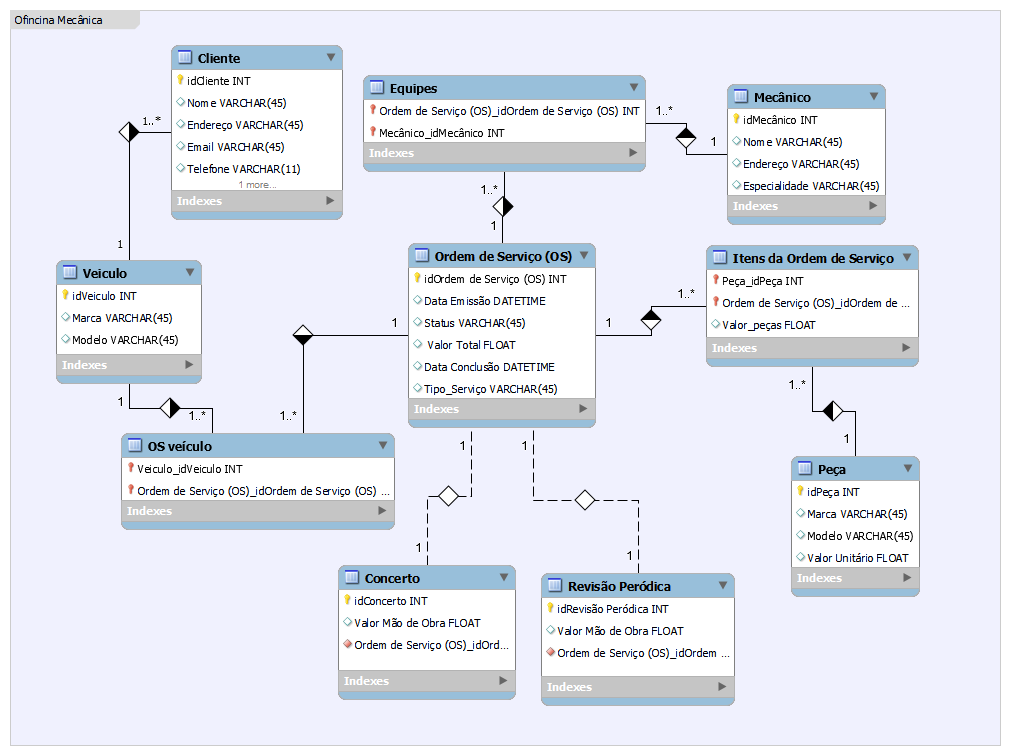 Ofincina Mecânica
Cliente
idCliente INT
Nome VARCHAR(45)
Endereço VARCHAR(45)
Email VARCHAR(45)
Telefone VARCHAR(11)
1 more...
Indexes
Equipes
Ordem de Serviço (OS)_idOrdem de Serviço (OS) INT
Mecânico_idMecânico INT
Indexes
Mecânico
idMecânico INT
Nome VARCHAR(45)
Endereço VARCHAR(45)
Especialidade VARCHAR(45)
Indexes
1..*
1
1..*
1
1..*
1
Veiculo
idVeiculo INT
Marca VARCHAR(45)
Modelo VARCHAR(45)
Indexes
Ordem de Serviço (OS)
idOrdem de Serviço (OS) INT
Data Emissão DATETIME
Status VARCHAR(45)
Valor Total FLOAT
Data Conclusão DATETIME
Tipo_Serviço VARCHAR(45)
Indexes
Itens da Ordem de Serviço
Peça_idPeça INT
Ordem de Serviço (OS)_idOrdem de ...
Valor_peças FLOAT
Indexes
1
1..*
1
1..*
1
1..*
1..*
1
OS veículo
Veiculo_idVeiculo INT
Ordem de Serviço (OS)_idOrdem de Serviço (OS) ...
Indexes
Peça
idPeça INT
Marca VARCHAR(45)
Modelo VARCHAR(45)
Valor Unitário FLOAT
Indexes
1
1
1
1
Concerto
idConcerto INT
Valor Mão de Obra FLOAT
Ordem de Serviço (OS)_idOrd...
Indexes
Revisão Peródica
idRevisão Peródica INT
Valor Mão de Obra FLOAT
Ordem de Serviço (OS)_idOrdem ...
Indexes